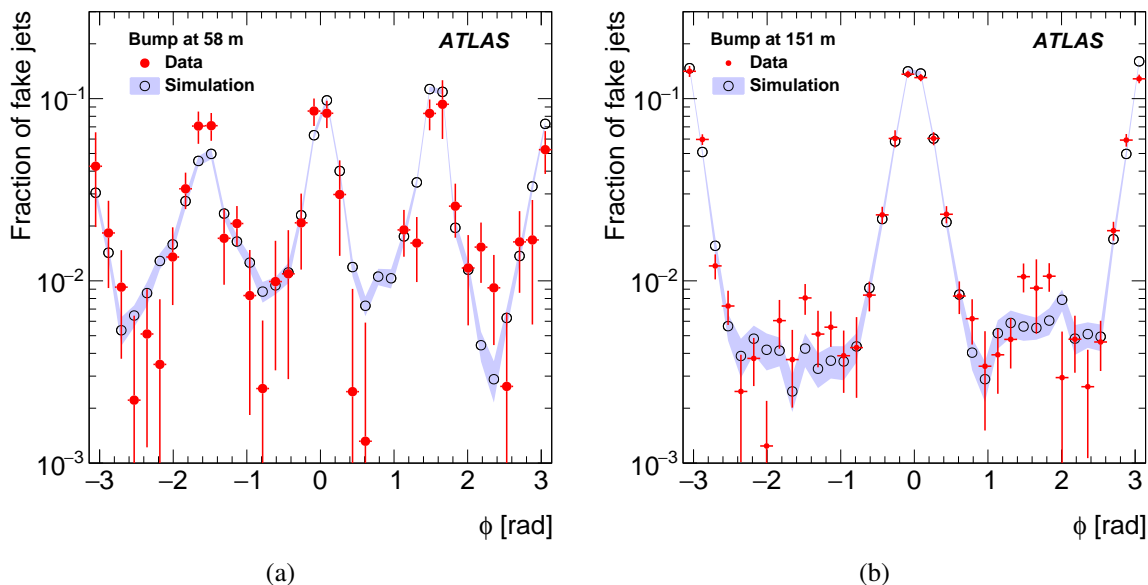 Fraction of fake jets
10⁻¹
10⁻²
10⁻³
Bump at 58 m
Data
Simulation
ATLAS
−3 −2 −1 0 1 2 3
ϕ [rad]
(a)
Fraction of fake jets
10⁻¹
10⁻²
10⁻³
Bump at 151 m
Data
Simulation
ATLAS
−3 −2 −1 0 1 2 3
ϕ [rad]
(b)